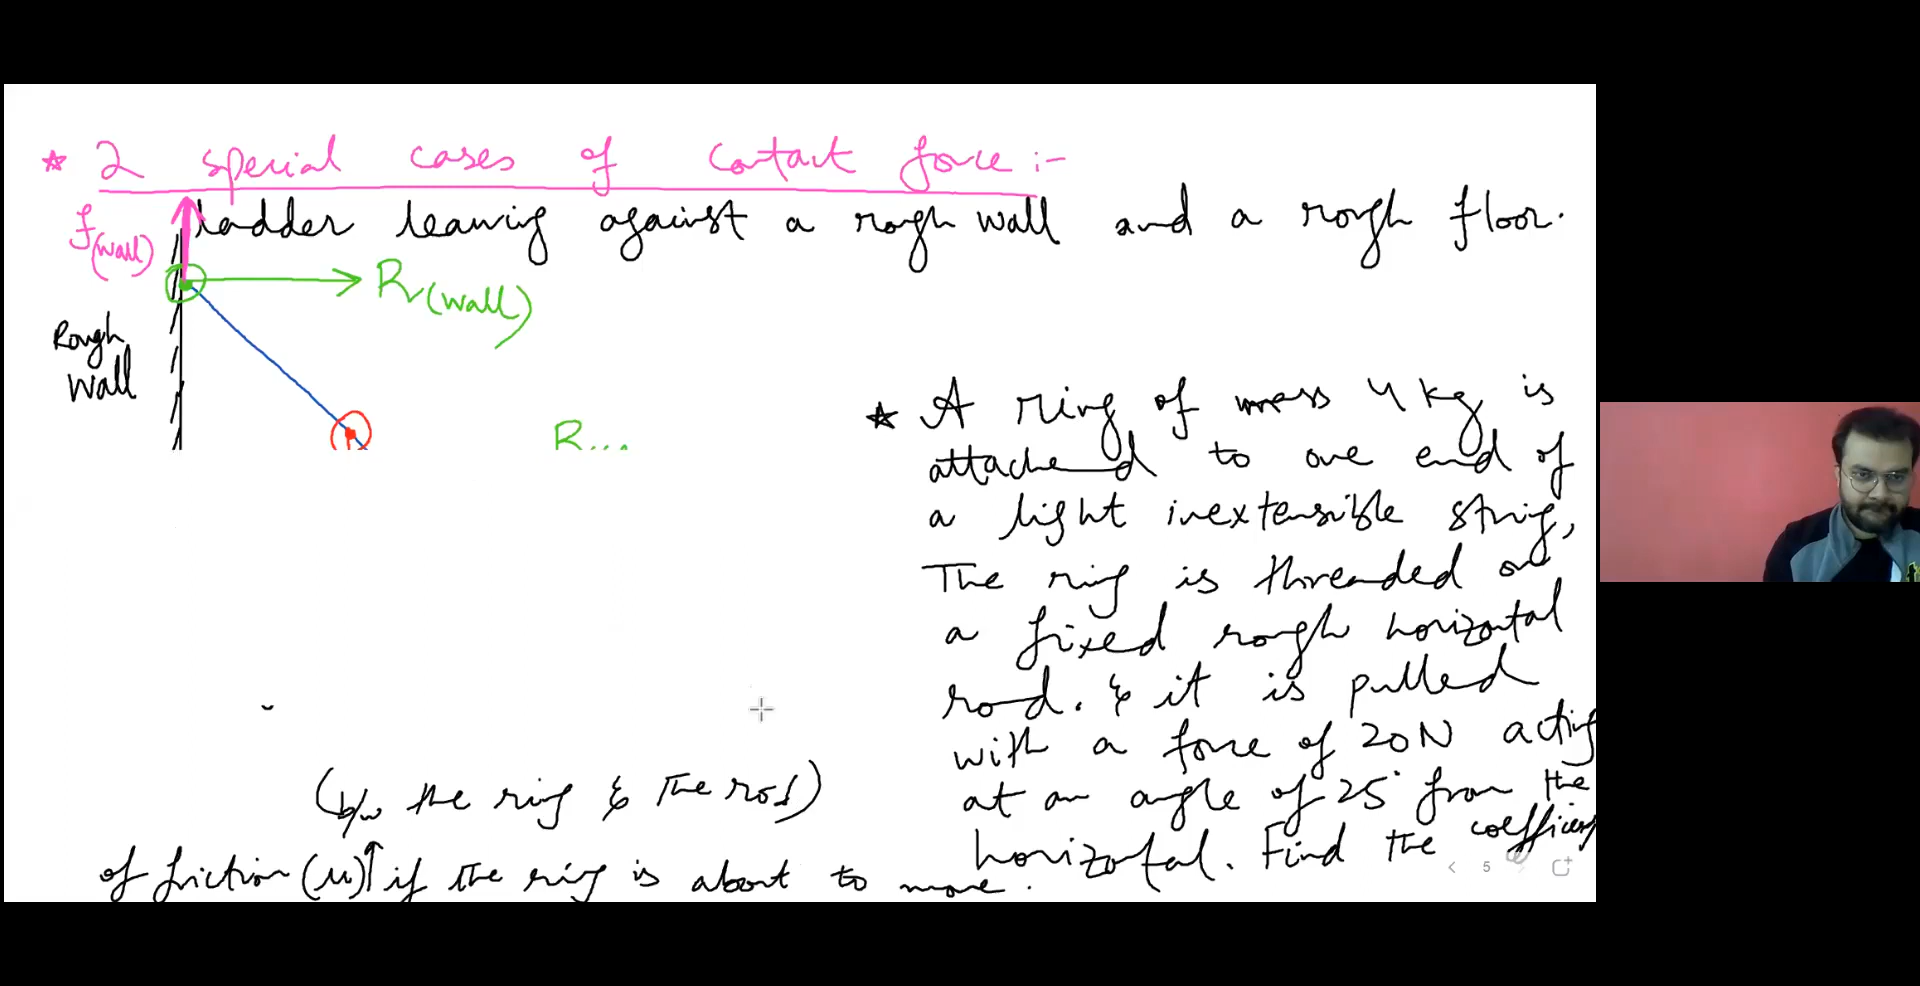 * 2 special cases of contact force :-
ladder leaning against a rough wall and a rough floor.
f(wall)
R(wall)
Rough
Wall
R...
* A ring of mass 4 kg is
attached to one end of
a light inextensible string,
The ring is threaded on
a fixed rough horizontal
rod. & it is pulled
with a force of 20N acting
at an angle of 25° from the
horizontal. Find the coefficient
(b/w the ring & the rod)
of friction (μ) if the ring is about to move.
< 5